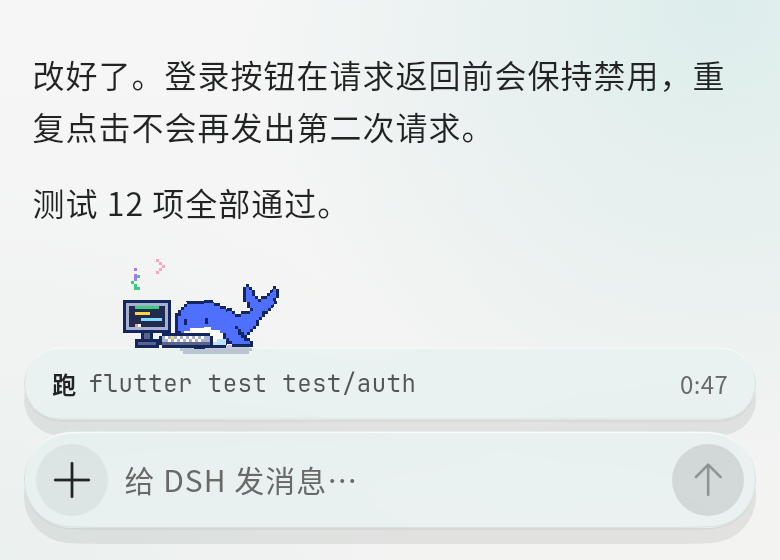 改好了。登录按钮在请求返回前会保持禁用，重
复点击不会再发出第二次请求。
测试 12 项全部通过。
跑 flutter test test/auth 0:47
给 DSH 发消息…